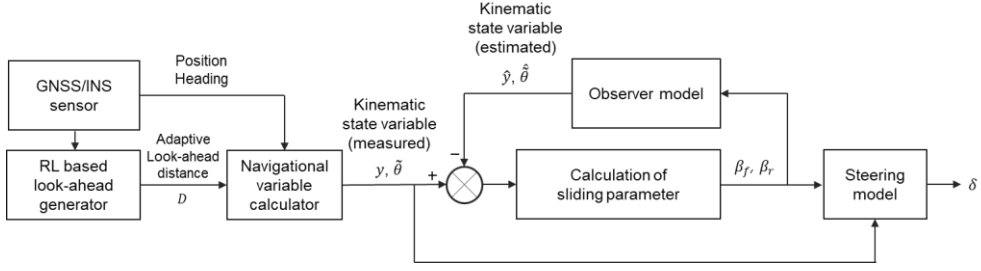 Kinematic
state variable
(estimated)
ŷ, θ̃̂
Position
Heading
GNSS/INS
sensor
Observer model
Kinematic
state variable
(measured)
y, θ̃
Adaptive
Look-ahead
distance
D
RL based
look-ahead
generator
Navigational
variable
calculator
−
+
Calculation of
sliding parameter
β_f, β_r
Steering
model
δ